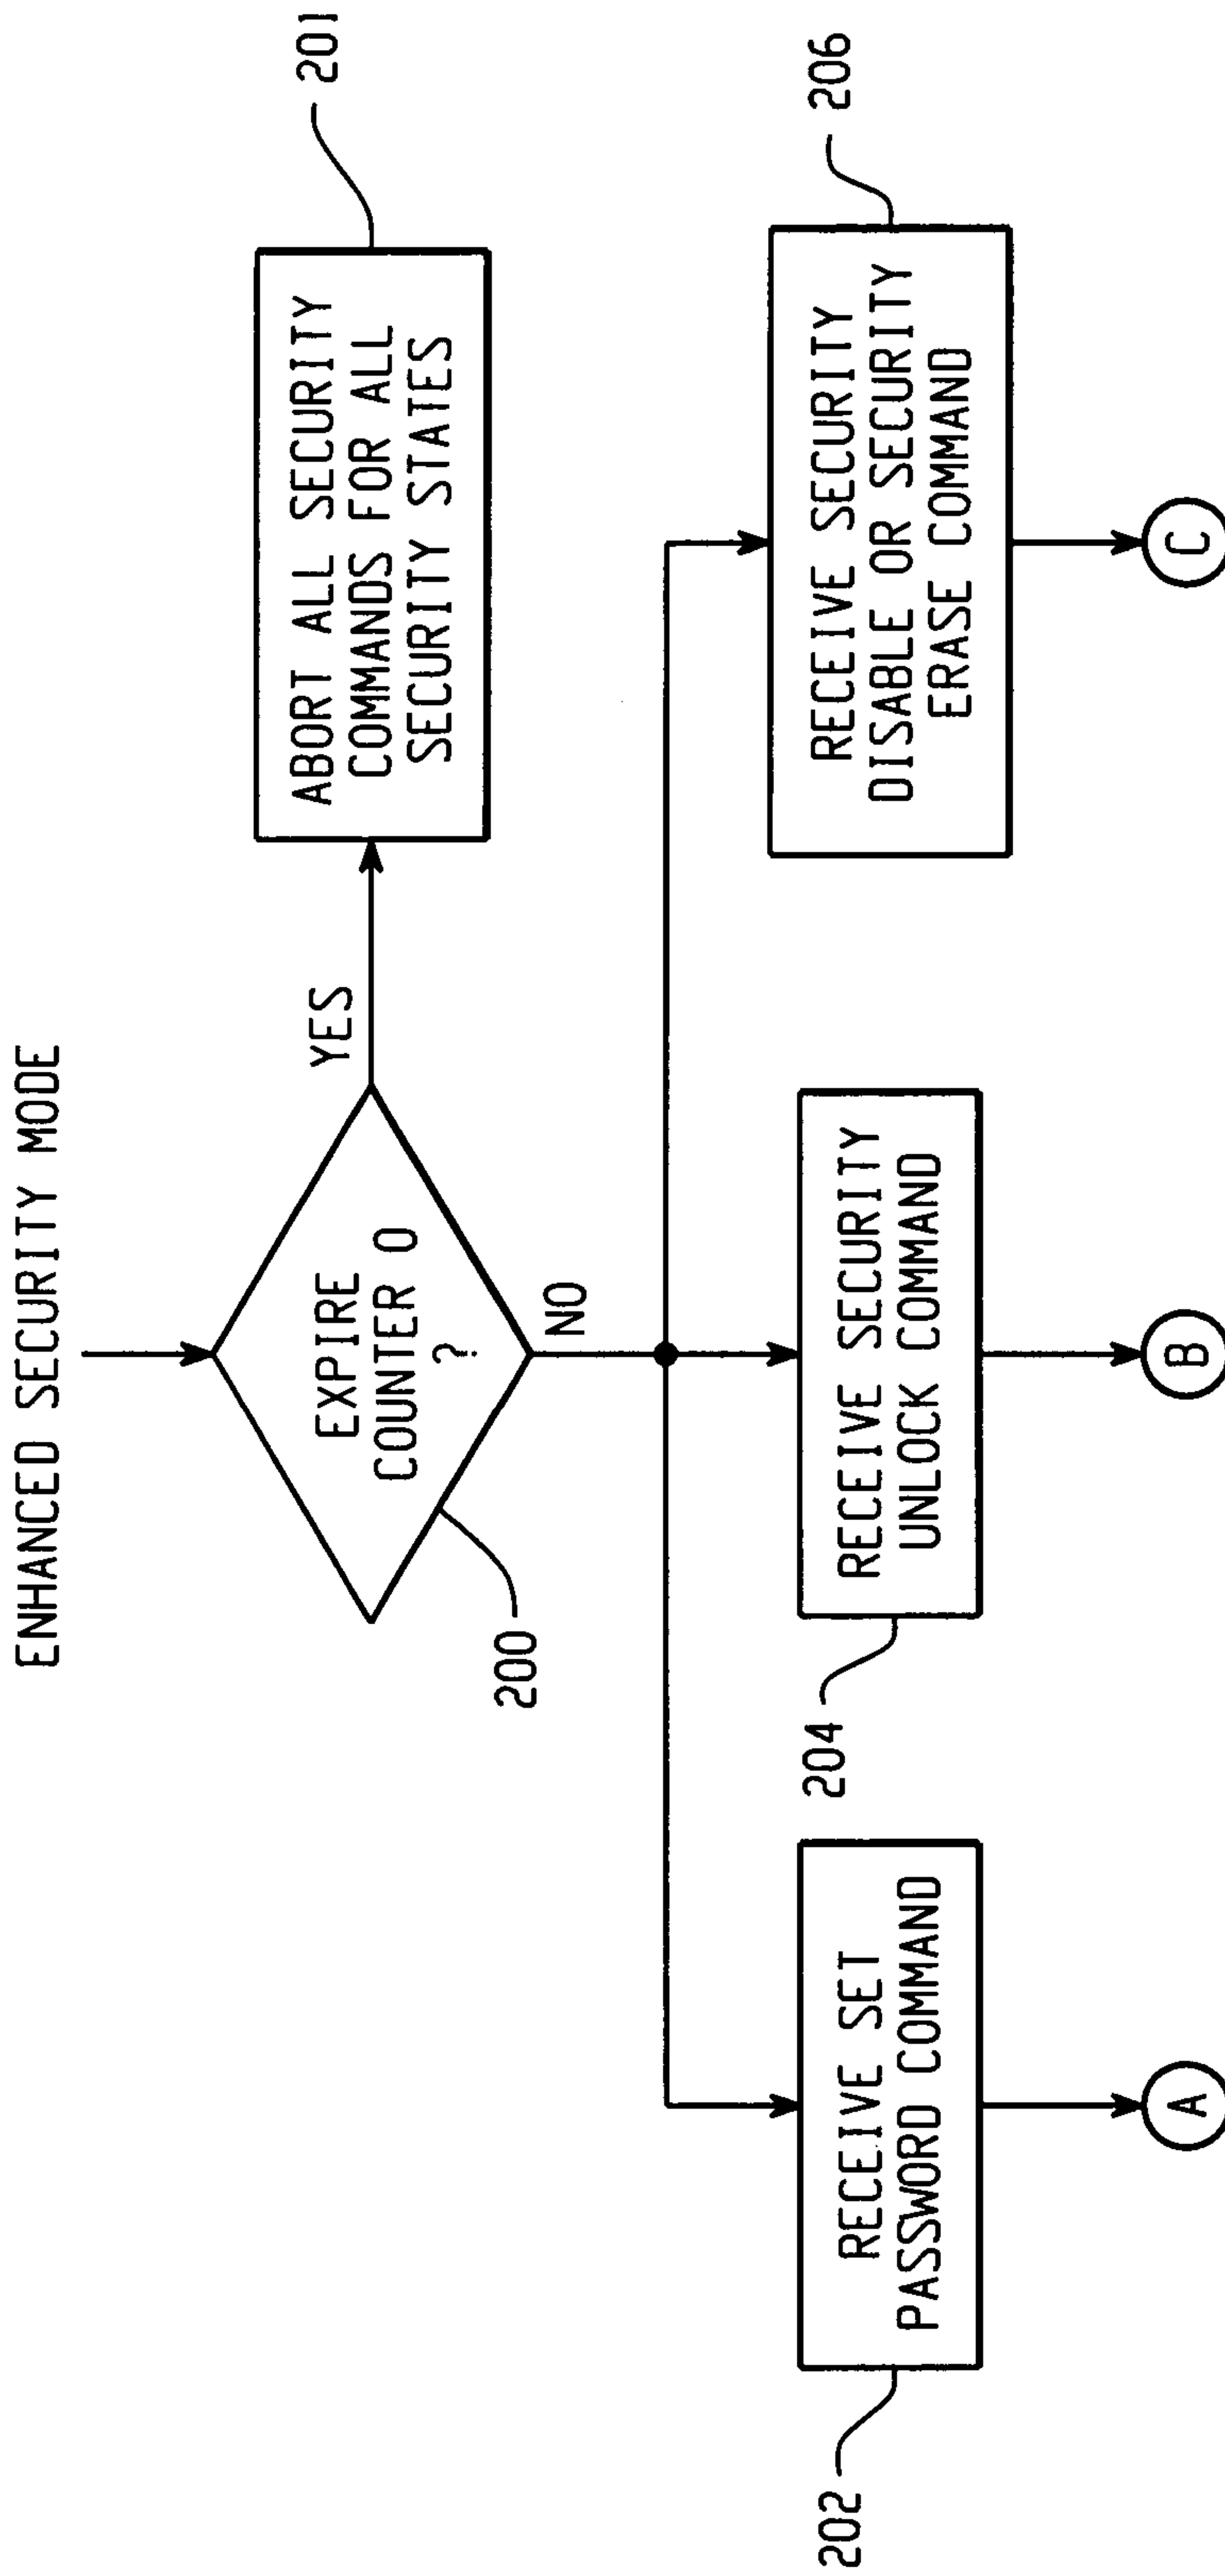 ENHANCED SECURITY MODE
EXPIRE
COUNTER 0
?
200
YES
ABORT ALL SECURITY
COMMANDS FOR ALL
SECURITY STATES
201
NO
202
RECEIVE SET
PASSWORD COMMAND
A
204
RECEIVE SECURITY
UNLOCK COMMAND
B
206
RECEIVE SECURITY
DISABLE OR SECURITY
ERASE COMMAND
C